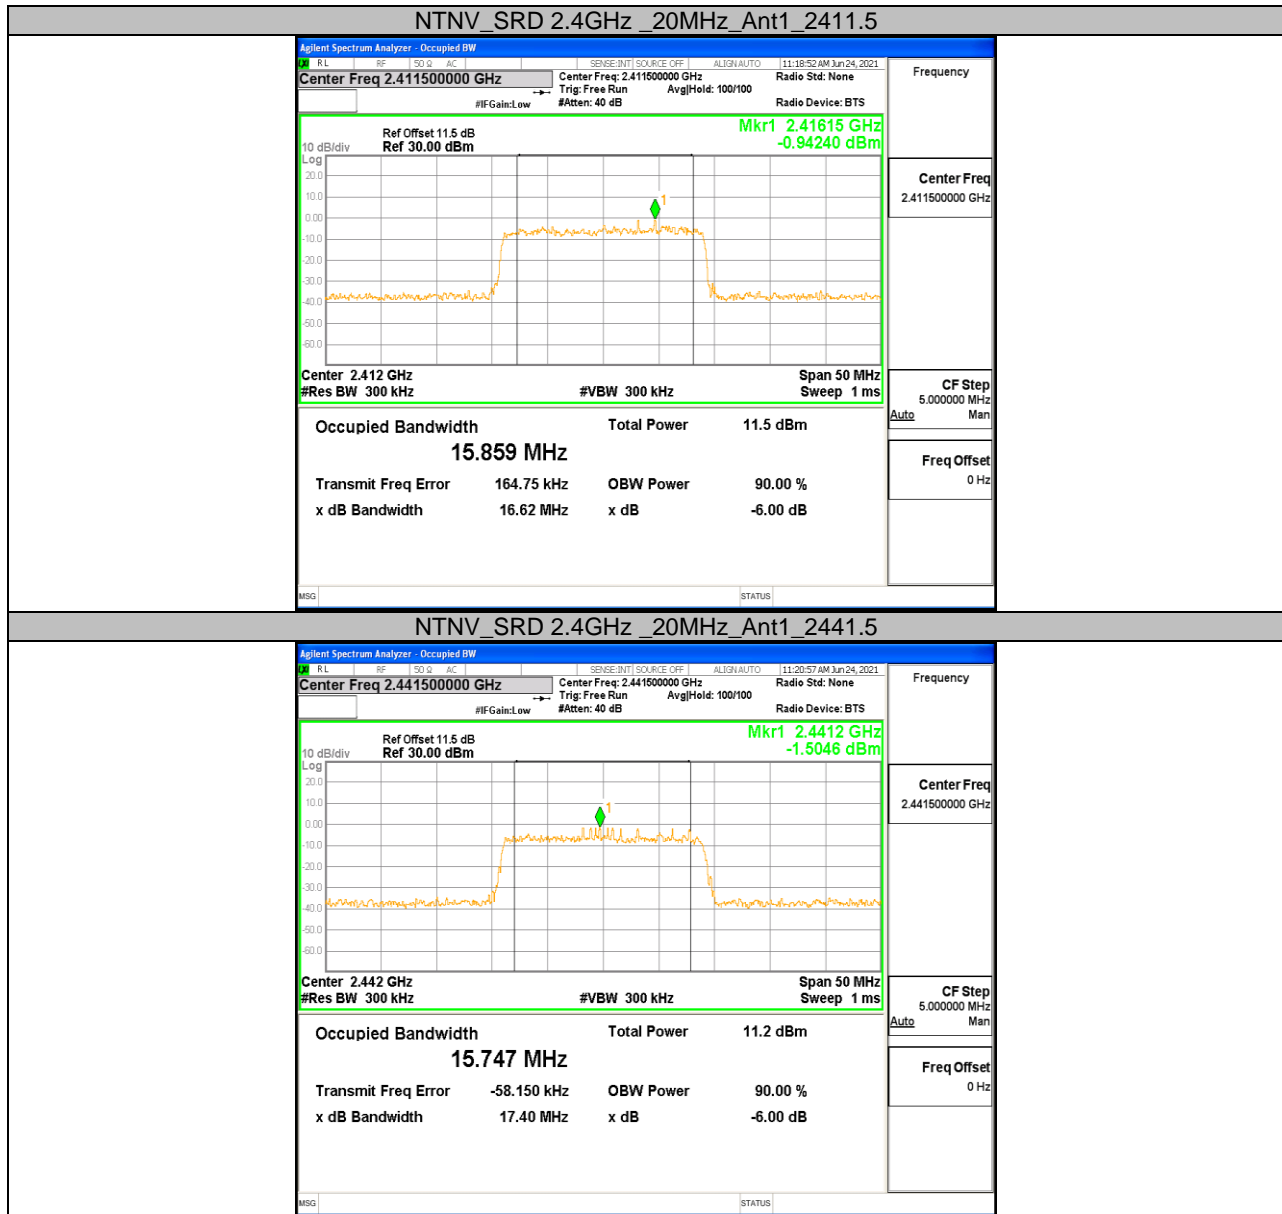 NTNV_SRD 2.4GHz _20MHz_Ant1_2411.5
Agilent Spectrum Analyzer - Occupied BW
RL RF 50 Ω AC SENSE:INT SOURCE OFF ALIGN AUTO 11:18:52 AM Jun 24, 2021
Center Freq 2.411500000 GHz Center Freq: 2.411500000 GHz Radio Std: None Frequency
Trig: Free Run Avg|Hold: 100/100
#IFGain:Low #Atten: 40 dB Radio Device: BTS
Mkr1 2.41615 GHz
Ref Offset 11.5 dB
10 dB/div Ref 30.00 dBm -0.94240 dBm
Log
20.0
10.0
0.00
-10.0
-20.0
-30.0
-40.0
-50.0
-60.0
1
Center Freq
2.411500000 GHz
Center 2.412 GHz Span 50 MHz
#Res BW 300 kHz #VBW 300 kHz Sweep 1 ms
CF Step
5.000000 MHz
Auto Man
Occupied Bandwidth Total Power 11.5 dBm
15.859 MHz
Freq Offset
0 Hz
Transmit Freq Error 164.75 kHz OBW Power 90.00 %
x dB Bandwidth 16.62 MHz x dB -6.00 dB
MSG STATUS
NTNV_SRD 2.4GHz _20MHz_Ant1_2441.5
Agilent Spectrum Analyzer - Occupied BW
RL RF 50 Ω AC SENSE:INT SOURCE OFF ALIGN AUTO 11:20:57 AM Jun 24, 2021
Center Freq 2.441500000 GHz Center Freq: 2.441500000 GHz Radio Std: None Frequency
Trig: Free Run Avg|Hold: 100/100
#IFGain:Low #Atten: 40 dB Radio Device: BTS
Mkr1 2.4412 GHz
Ref Offset 11.5 dB
10 dB/div Ref 30.00 dBm -1.5046 dBm
Log
20.0
10.0
0.00
-10.0
-20.0
-30.0
-40.0
-50.0
-60.0
1
Center Freq
2.441500000 GHz
Center 2.442 GHz Span 50 MHz
#Res BW 300 kHz #VBW 300 kHz Sweep 1 ms
CF Step
5.000000 MHz
Auto Man
Occupied Bandwidth Total Power 11.2 dBm
15.747 MHz
Freq Offset
0 Hz
Transmit Freq Error -58.150 kHz OBW Power 90.00 %
x dB Bandwidth 17.40 MHz x dB -6.00 dB
MSG STATUS